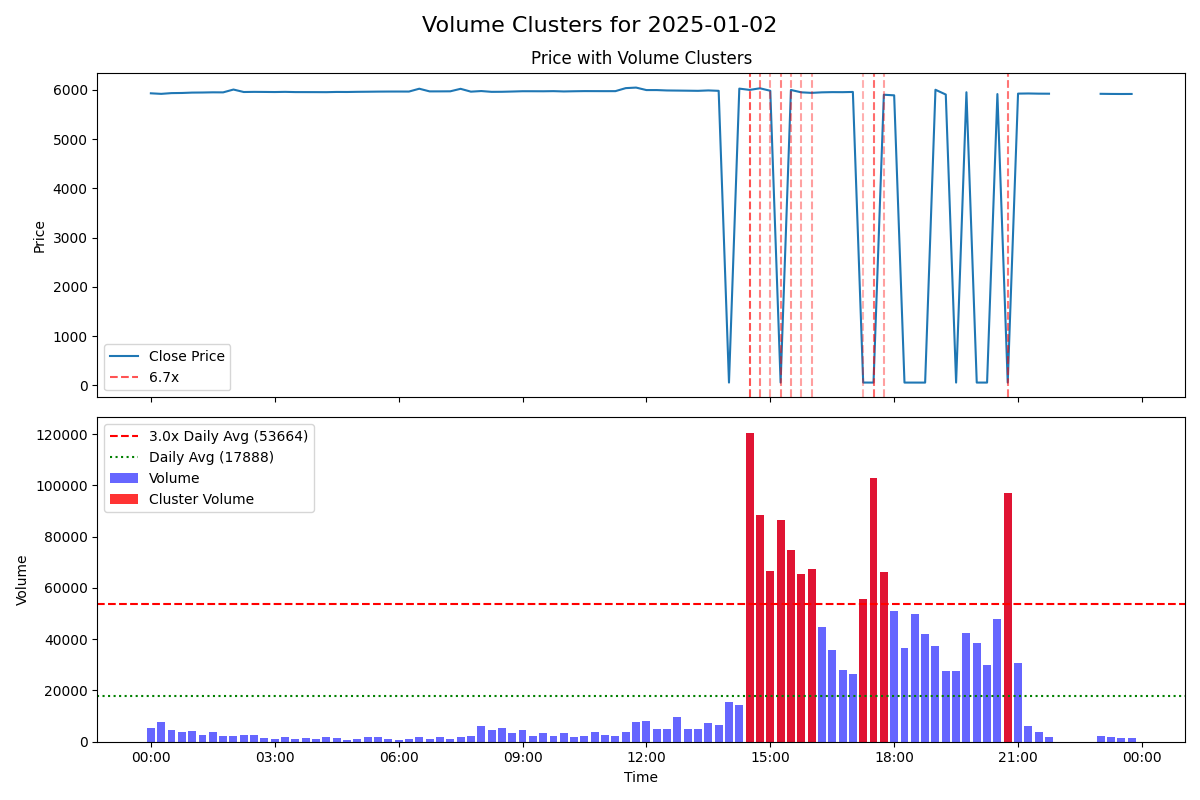 Volume Clusters for 2025-01-02
Price with Volume Clusters
6000
5000
4000
3000
2000
1000
0
Price
Close Price
6.7x
120000
100000
80000
60000
40000
20000
0
Volume
3.0x Daily Avg (53664)
Daily Avg (17888)
Volume
Cluster Volume
00:00 03:00 06:00 09:00 12:00 15:00 18:00 21:00 00:00
Time